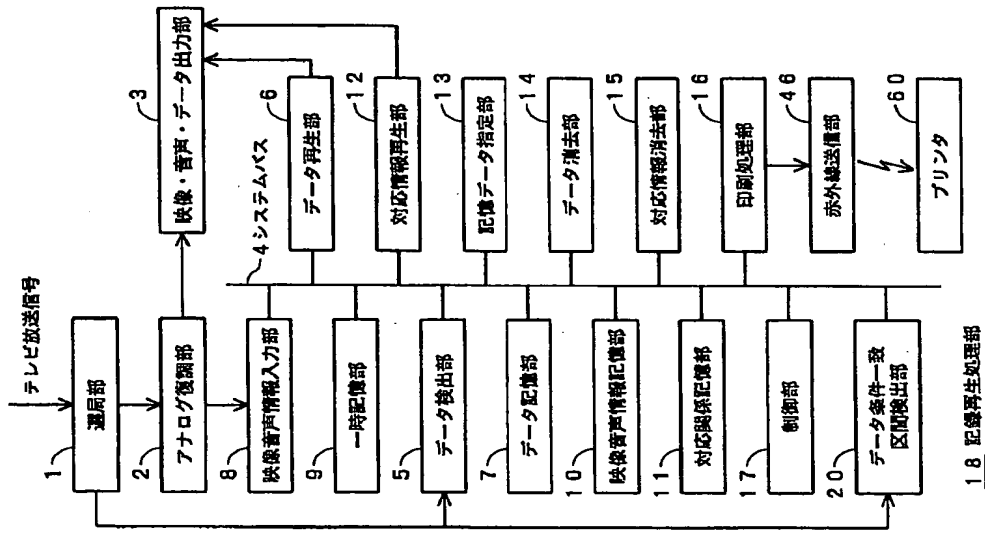 テレビ放送信号
1
選局部
2
アナログ復調部
3
映像・音声・データ出力部
4システムバス
8
映像音声情報入力部
9
一時記憶部
5
データ検出部
7
データ記憶部
10
映像音声情報記憶部
11
対応関係記憶部
17
制御部
20
データ条件一致
区間検出部
6
データ再生部
12
対応情報再生部
13
記憶データ指定部
14
データ消去部
15
対応情報消去部
16
印刷処理部
46
赤外線送信部
60
プリンタ
18 記録再生処理部